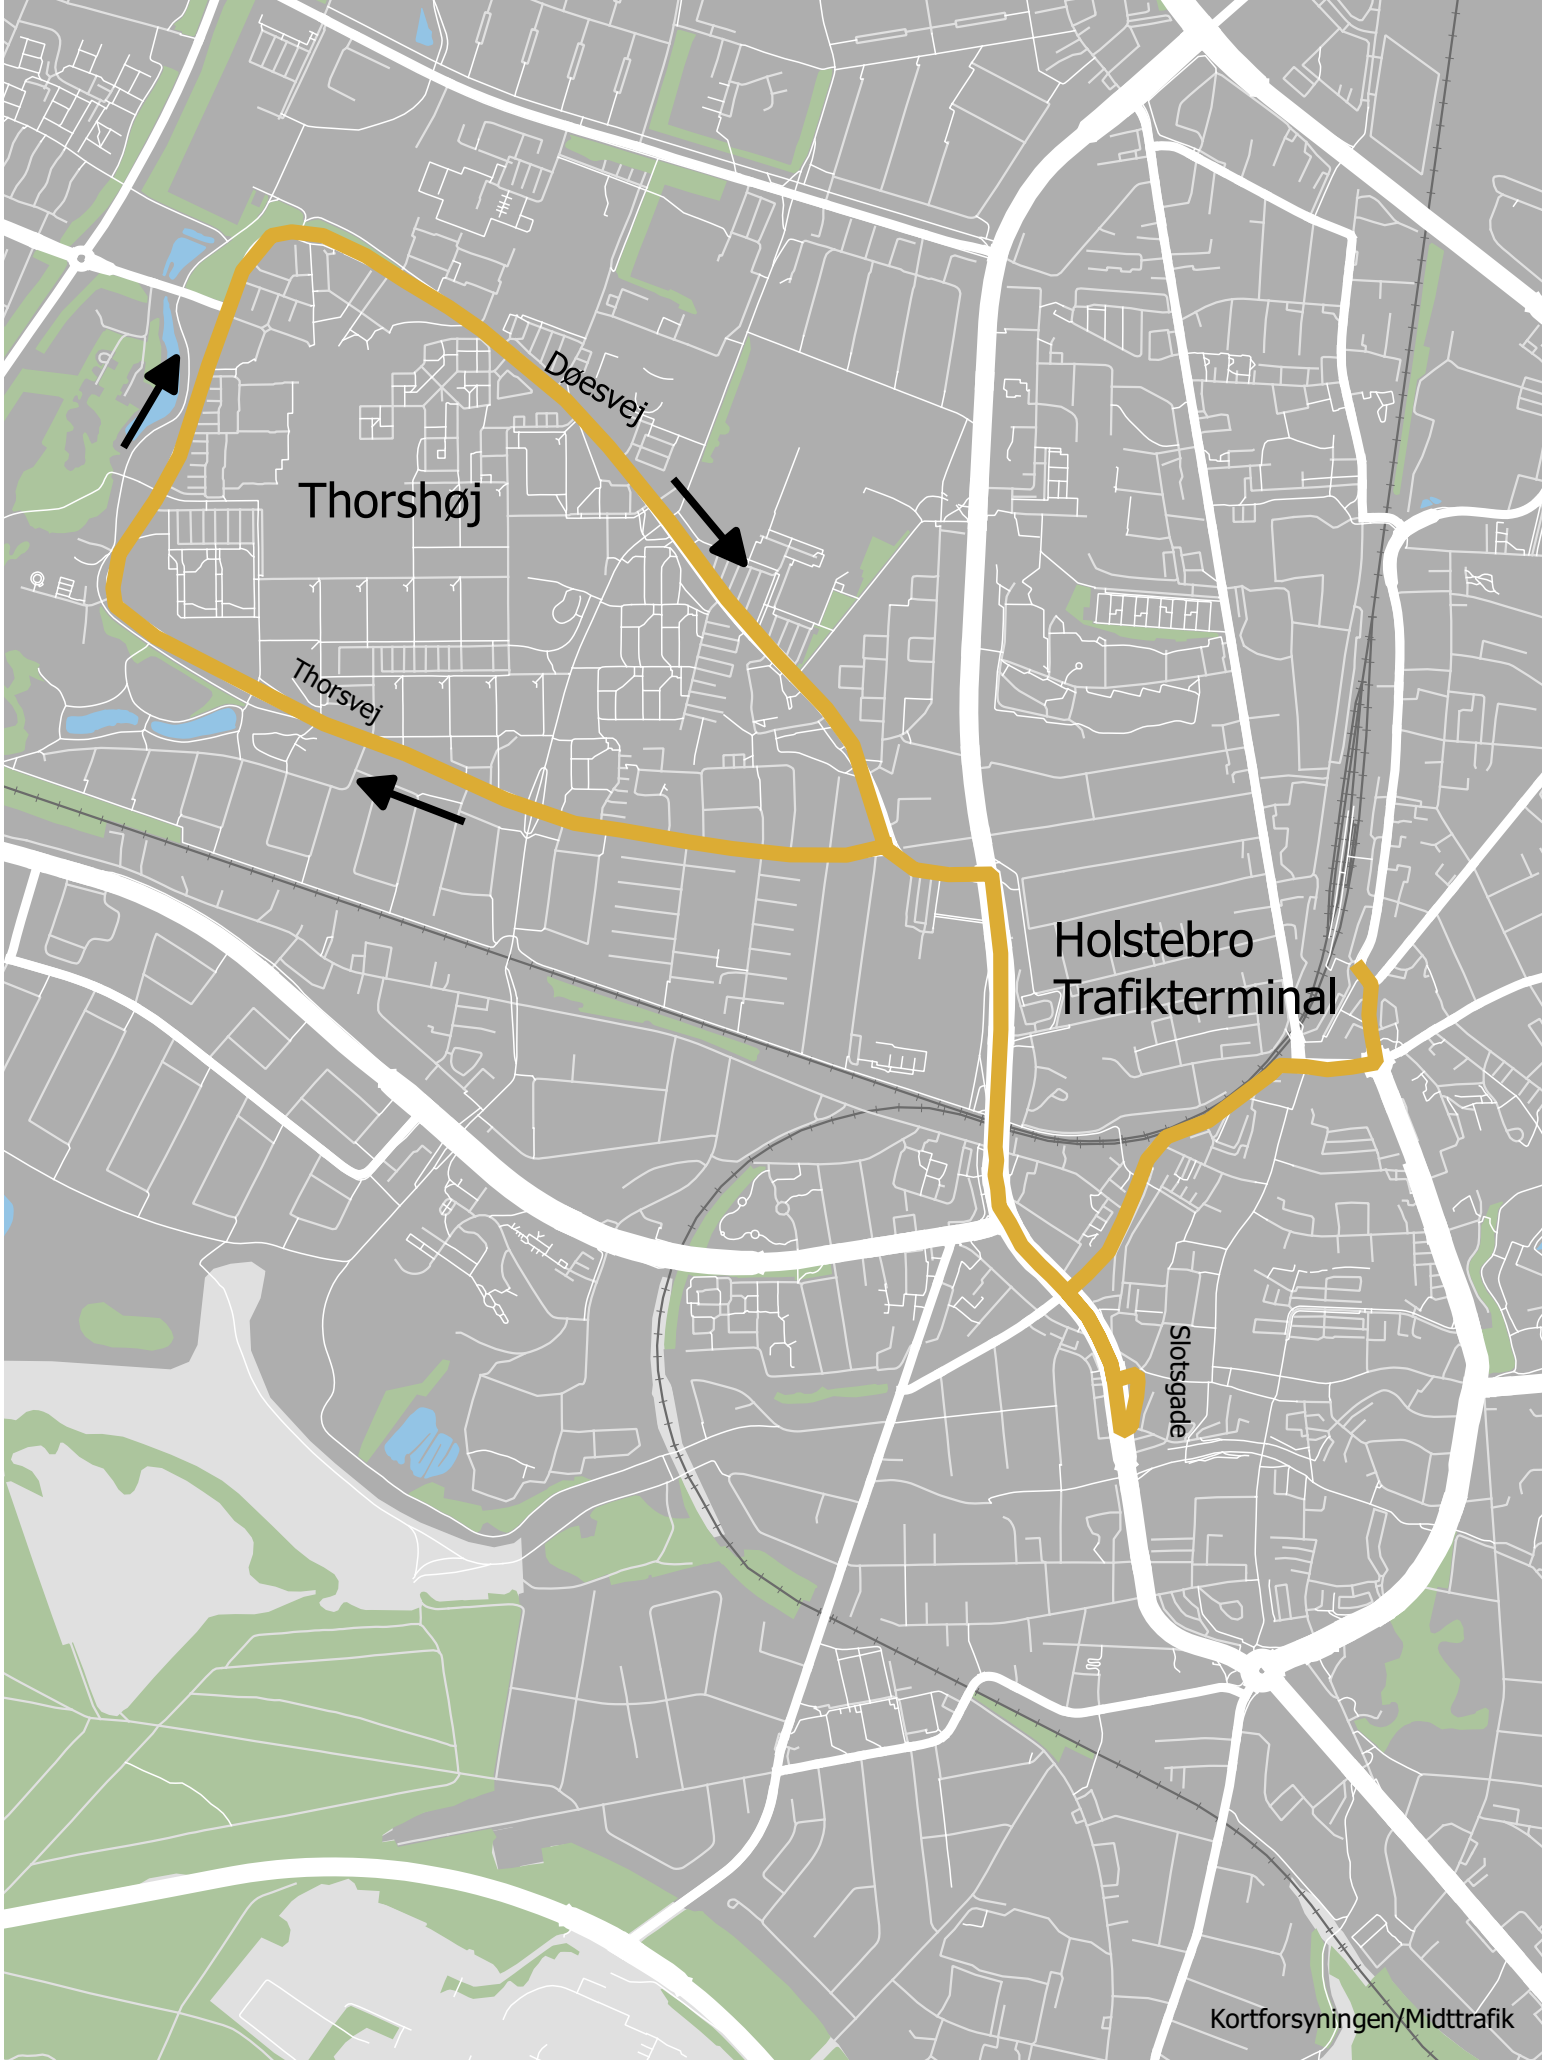 Døesvej
Thorshøj
Thorsvej
Holstebro
Trafikterminal
Slotsgade
Kortforsyningen/Midttrafik